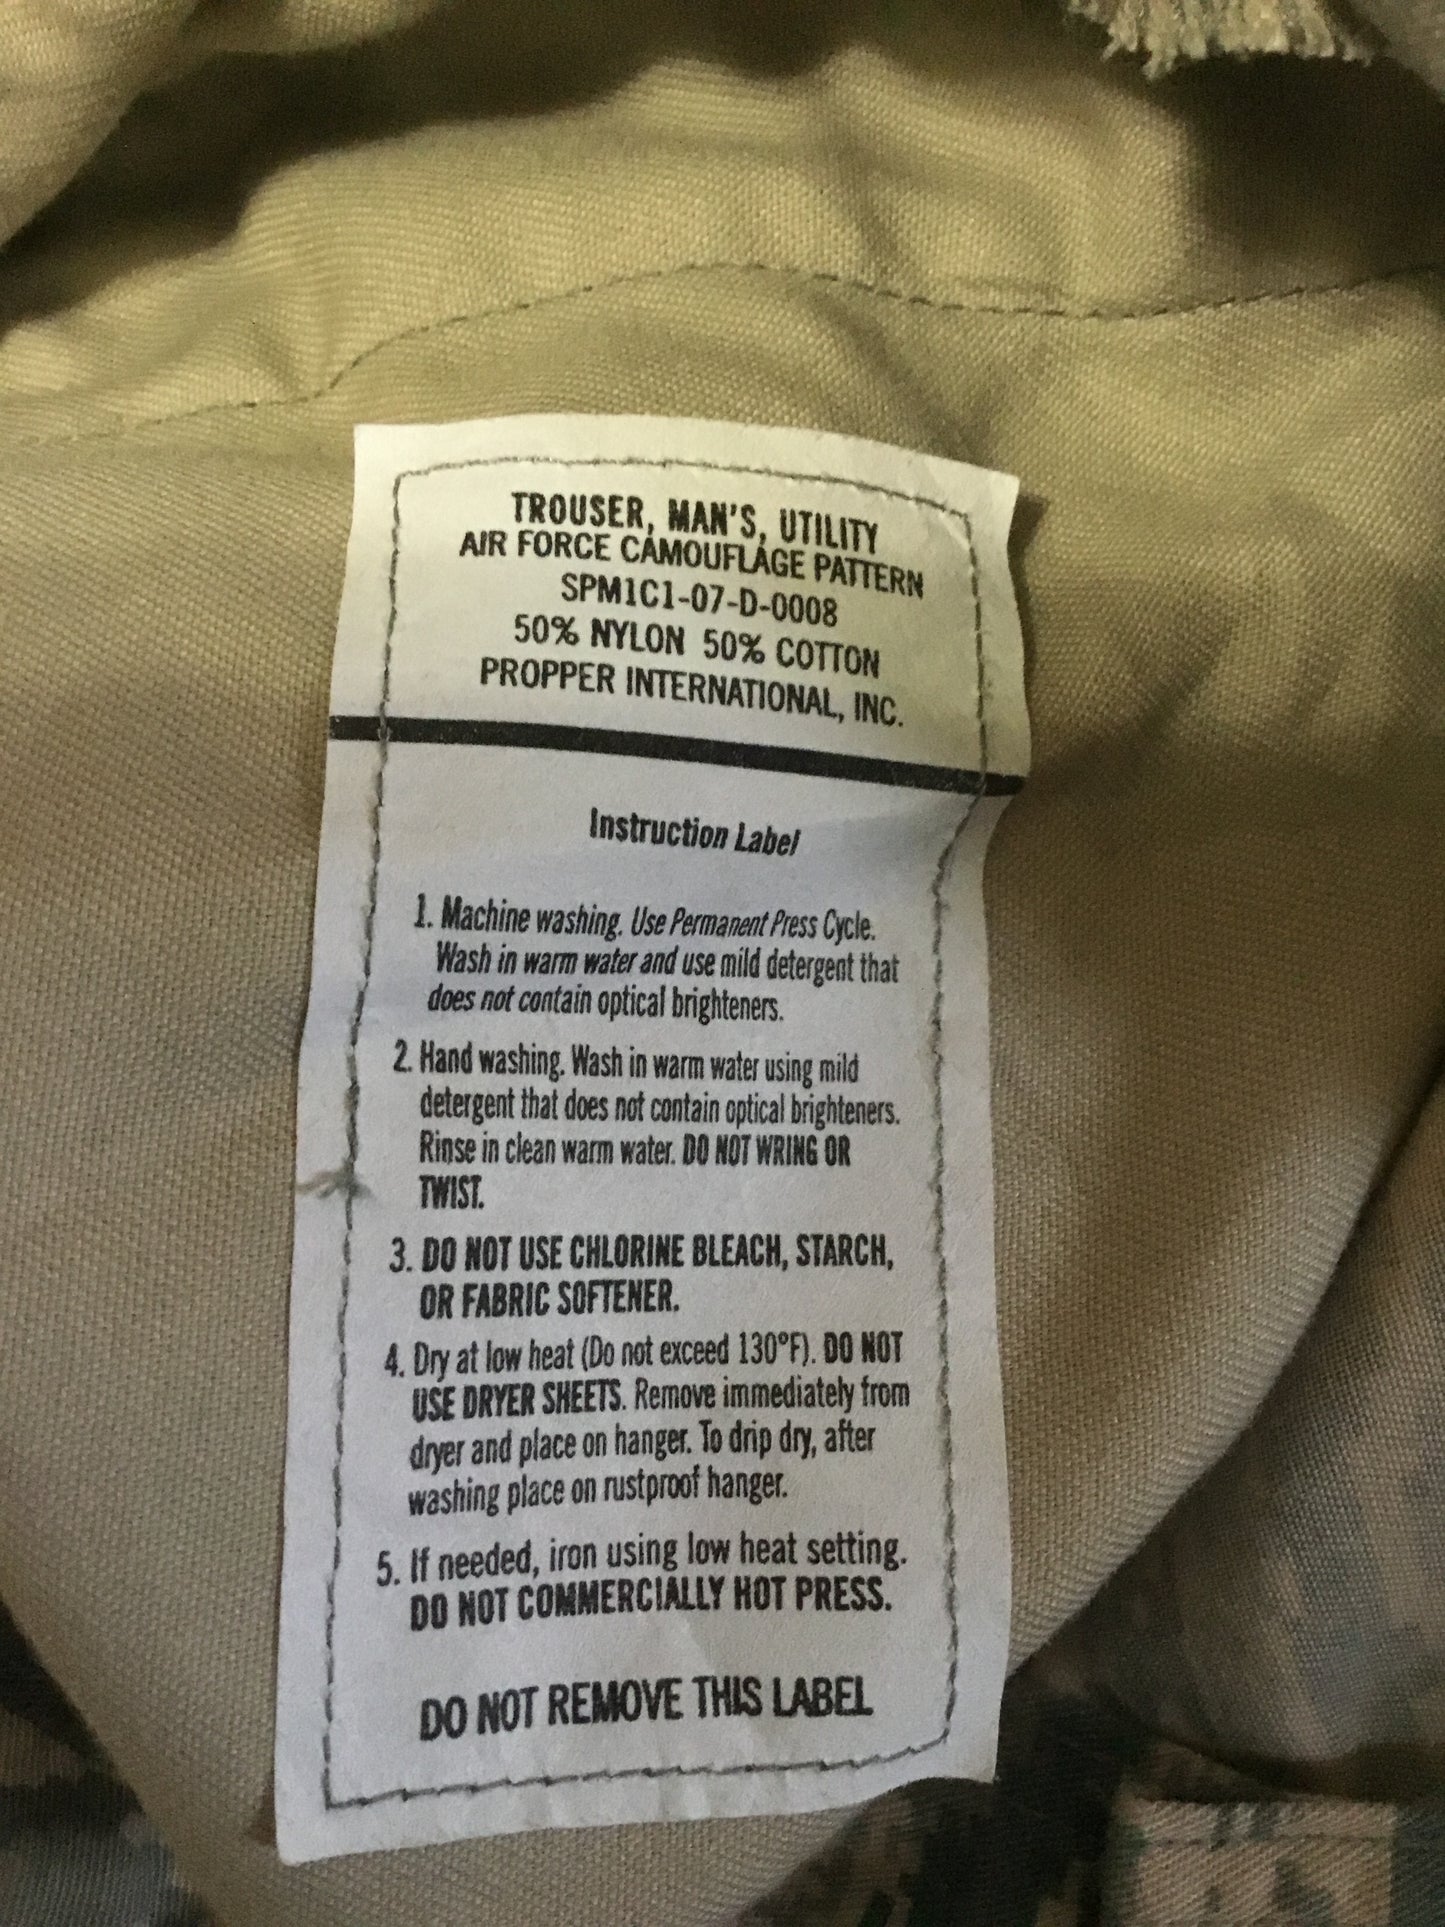 TROUSER, MAN'S, UTILITY
AIR FORCE CAMOUFLAGE PATTERN
SPM1C1-07-D-0008
50% NYLON 50% COTTON
PROPPER INTERNATIONAL, INC.
Instruction Label
1. Machine washing. Use Permanent Press Cycle.
Wash in warm water and use mild detergent that
does not contain optical brighteners.
2. Hand washing. Wash in warm water using mild
detergent that does not contain optical brighteners.
Rinse in clean warm water. DO NOT WRING OR
TWIST.
3. DO NOT USE CHLORINE BLEACH, STARCH,
OR FABRIC SOFTENER.
4. Dry at low heat (Do not exceed 130°F). DO NOT
USE DRYER SHEETS. Remove immediately from
dryer and place on hanger. To drip dry, after
washing place on rustproof hanger.
5. If needed, iron using low heat setting.
DO NOT COMMERCIALLY HOT PRESS.
DO NOT REMOVE THIS LABEL